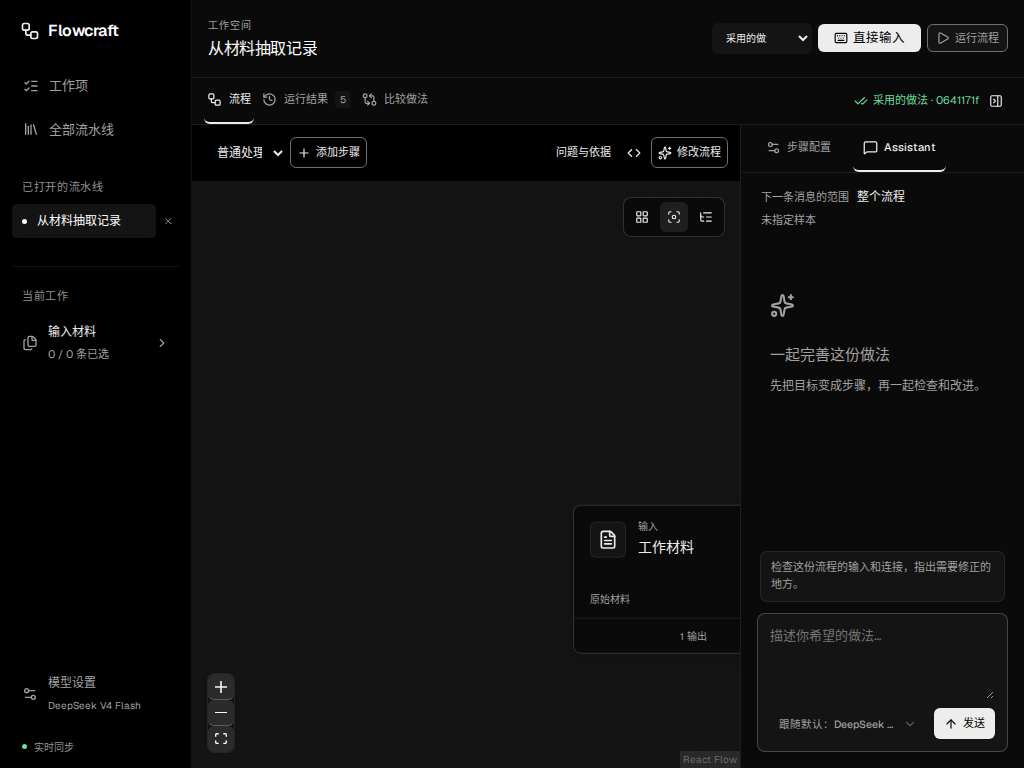 Flowcraft
工作项
全部流水线
已打开的流水线
从材料抽取记录
当前工作
输入材料
0 / 0 条已选
模型设置
DeepSeek V4 Flash
实时同步
工作空间
从材料抽取记录
采用的做
直接输入
运行流程
流程
运行结果 5
比较做法
采用的做法 · 0641171f
普通处理
添加步骤
问题与依据
修改流程
输入
工作材料
原始材料
1 输出
React Flow
步骤配置
Assistant
下一条消息的范围 整个流程
未指定样本
一起完善这份做法
先把目标变成步骤，再一起检查和改进。
检查这份流程的输入和连接，指出需要修正的
地方。
描述你希望的做法…
跟随默认：DeepSeek ...
发送